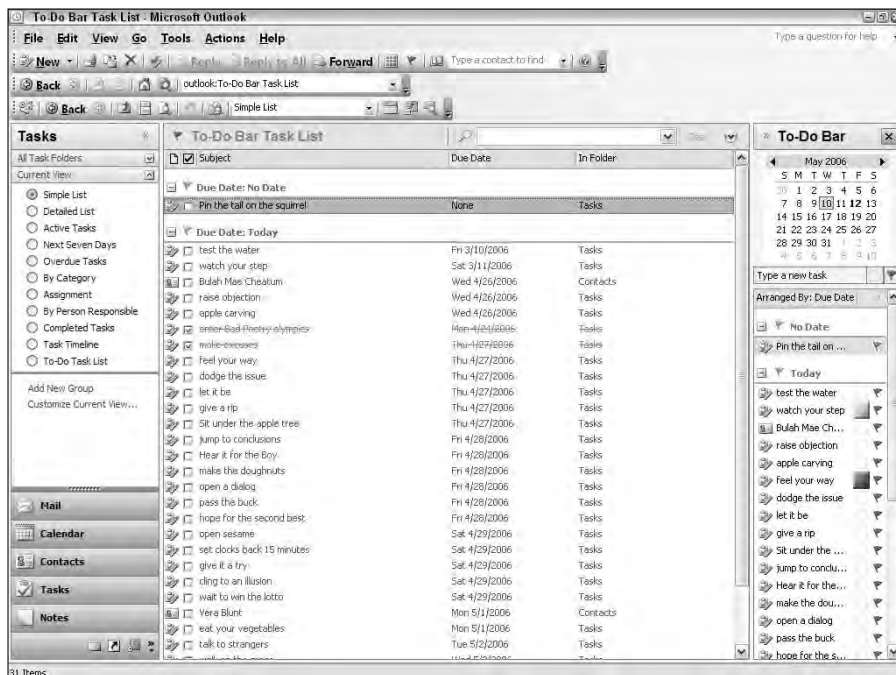 To-Do Bar Task List - Microsoft Outlook
File Edit View Go Tools Actions Help
Type a question for help
New Reply Reply to All Forward Type a contact to find
Back outlook:To-Do Bar Task List
Back Simple List
Tasks
All Task Folders
Current View
Simple List
Detailed List
Active Tasks
Next Seven Days
Overdue Tasks
By Category
Assignment
By Person Responsible
Completed Tasks
Task Timeline
To-Do Task List
Add New Group
Customize Current View...
Mail
Calendar
Contacts
Tasks
Notes
To-Do Bar Task List
Subject Due Date In Folder
Due Date: No Date
Pin the tail on the squirrel None Tasks
Due Date: Today
test the water Fri 3/10/2006 Tasks
watch your step Sat 3/11/2006 Tasks
Bulah Mae Cheatum Wed 4/26/2006 Contacts
raise objection Wed 4/26/2006 Tasks
apple carving Wed 4/26/2006 Tasks
enter Bad Poetry olympics Mon 4/24/2006 Tasks
make excuses Thu 4/27/2006 Tasks
feel your way Thu 4/27/2006 Tasks
dodge the issue Thu 4/27/2006 Tasks
let it be Thu 4/27/2006 Tasks
give a rip Thu 4/27/2006 Tasks
Sit under the apple tree Thu 4/27/2006 Tasks
jump to conclusions Fri 4/28/2006 Tasks
Hear it for the Boy Fri 4/28/2006 Tasks
make the doughnuts Fri 4/28/2006 Tasks
open a dialog Fri 4/28/2006 Tasks
pass the buck Fri 4/28/2006 Tasks
hope for the second best Fri 4/28/2006 Tasks
open sesame Sat 4/29/2006 Tasks
set clocks back 15 minutes Sat 4/29/2006 Tasks
give it a try Sat 4/29/2006 Tasks
cling to an illusion Sat 4/29/2006 Tasks
wait to win the lotto Sat 4/29/2006 Tasks
Vera Blunt Mon 5/1/2006 Contacts
eat your vegetables Mon 5/1/2006 Tasks
talk to strangers Tue 5/2/2006 Tasks
To-Do Bar
May 2006
S M T W T F S
30 1 2 3 4 5 6
7 8 9 10 11 12 13
14 15 16 17 18 19 20
21 22 23 24 25 26 27
28 29 30 31 1 2 3
4 5 6 7 8 9 10
Type a new task
Arranged By: Due Date
No Date
Pin the tail on ...
Today
test the water
watch your step
Bulah Mae Ch...
raise objection
apple carving
feel your way
dodge the issue
let it be
give a rip
Sit under the ...
jump to conclu...
Hear it for the...
make the dou...
open a dialog
pass the buck
hope for the s...
31 Items